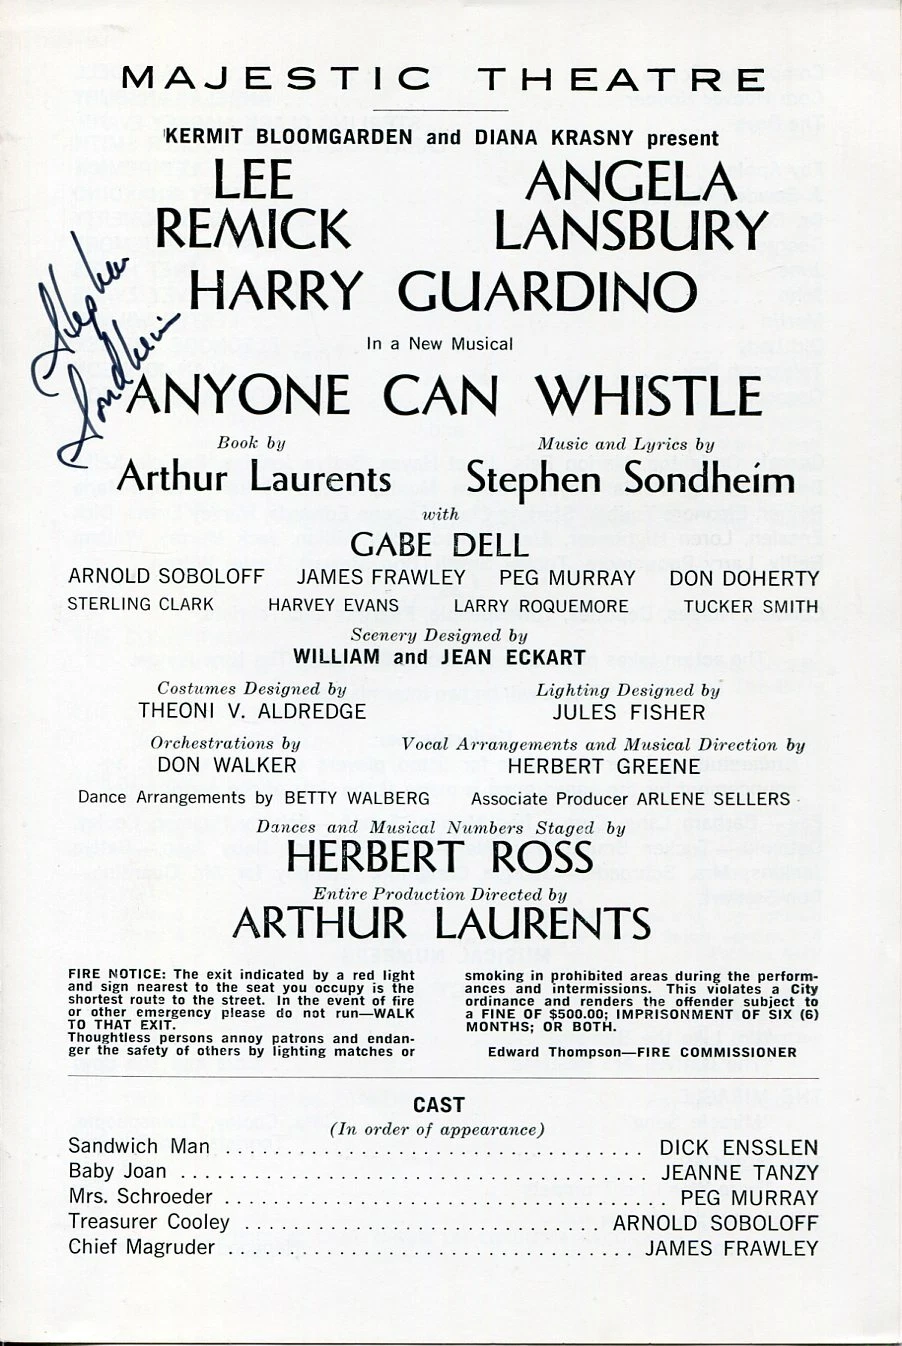 MAJESTIC THEATRE
KERMIT BLOOMGARDEN and DIANA KRASNY present
LEE REMICK
ANGELA LANSBURY
HARRY GUARDINO
Stephen Sondheim
In a New Musical
ANYONE CAN WHISTLE
Book by
Arthur Laurents
Music and Lyrics by
Stephen Sondheim
with
GABE DELL
ARNOLD SOBOLOFF JAMES FRAWLEY PEG MURRAY DON DOHERTY
STERLING CLARK HARVEY EVANS LARRY ROQUEMORE TUCKER SMITH
Scenery Designed by
WILLIAM and JEAN ECKART
Costumes Designed by
THEONI V. ALDREDGE
Lighting Designed by
JULES FISHER
Orchestrations by
DON WALKER
Vocal Arrangements and Musical Direction by
HERBERT GREENE
Dance Arrangements by BETTY WALBERG Associate Producer ARLENE SELLERS
Dances and Musical Numbers Staged by
HERBERT ROSS
Entire Production Directed by
ARTHUR LAURENTS
FIRE NOTICE: The exit indicated by a red light
and sign nearest to the seat you occupy is the
shortest route to the street. In the event of fire
or other emergency please do not run—WALK
TO THAT EXIT.
Thoughtless persons annoy patrons and endan-
ger the safety of others by lighting matches or
smoking in prohibited areas during the perform-
ances and intermissions. This violates a City
ordinance and renders the offender subject to
a FINE OF $500.00; IMPRISONMENT OF SIX (6)
MONTHS; OR BOTH.
Edward Thompson—FIRE COMMISSIONER
CAST
(In order of appearance)
Sandwich Man . . . . . . . . . . . . . . . . . . . . . . . . . . . . . . . . . DICK ENSSLEN
Baby Joan . . . . . . . . . . . . . . . . . . . . . . . . . . . . . . . . . . . . . JEANNE TANZY
Mrs. Schroeder . . . . . . . . . . . . . . . . . . . . . . . . . . . . . . . . . . . PEG MURRAY
Treasurer Cooley . . . . . . . . . . . . . . . . . . . . . . . . . . . . ARNOLD SOBOLOFF
Chief Magruder . . . . . . . . . . . . . . . . . . . . . . . . . . . . . . . . JAMES FRAWLEY